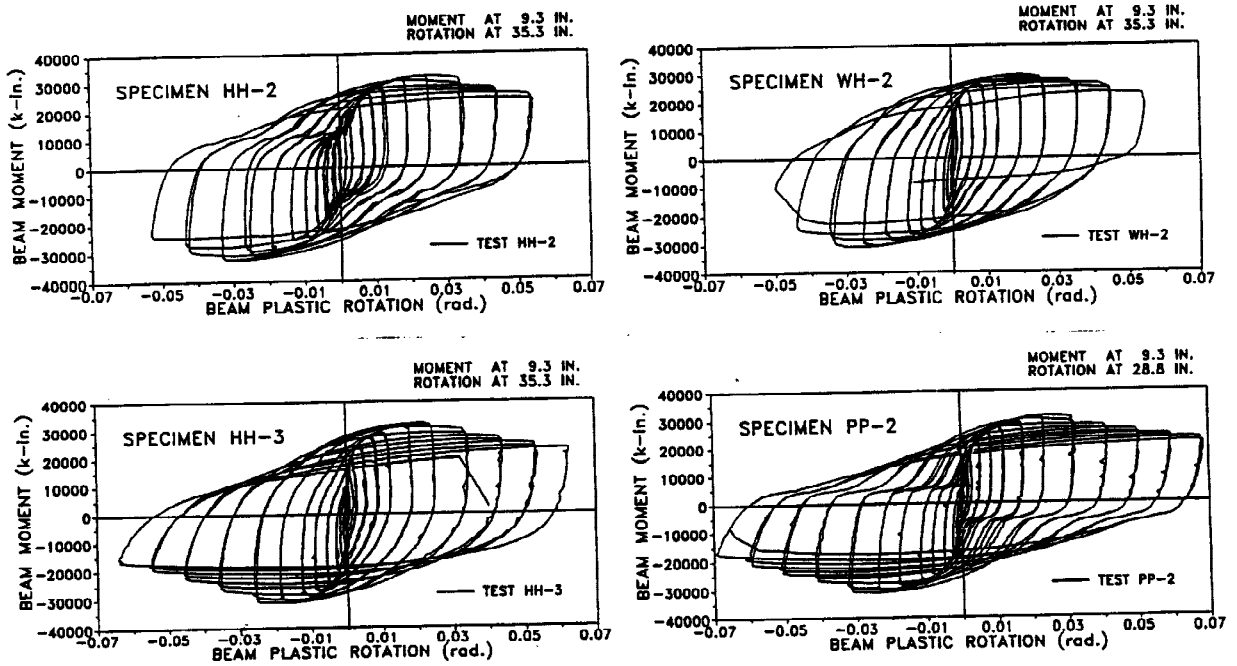 MOMENT AT 9.3 IN.
ROTATION AT 35.3 IN.
SPECIMEN HH-2
BEAM MOMENT (k-in.)
40000
30000
20000
10000
0
-10000
-20000
-30000
-40000
TEST HH-2
-0.07 -0.05 -0.03 -0.01 0.01 0.03 0.05 0.07
BEAM PLASTIC ROTATION (rad.)
MOMENT AT 9.3 IN.
ROTATION AT 35.3 IN.
SPECIMEN WH-2
BEAM MOMENT (k-in.)
40000
30000
20000
10000
0
-10000
-20000
-30000
-40000
TEST WH-2
-0.07 -0.05 -0.03 -0.01 0.01 0.03 0.05 0.07
BEAM PLASTIC ROTATION (rad.)
MOMENT AT 9.3 IN.
ROTATION AT 35.3 IN.
SPECIMEN HH-3
BEAM MOMENT (k-in.)
40000
30000
20000
10000
0
-10000
-20000
-30000
-40000
TEST HH-3
-0.07 -0.05 -0.03 -0.01 0.01 0.03 0.05 0.07
BEAM PLASTIC ROTATION (rad.)
MOMENT AT 9.3 IN.
ROTATION AT 28.8 IN.
SPECIMEN PP-2
BEAM MOMENT (k-in.)
40000
30000
20000
10000
0
-10000
-20000
-30000
-40000
TEST PP-2
-0.07 -0.05 -0.03 -0.01 0.01 0.03 0.05 0.07
BEAM PLASTIC ROTATION (rad.)